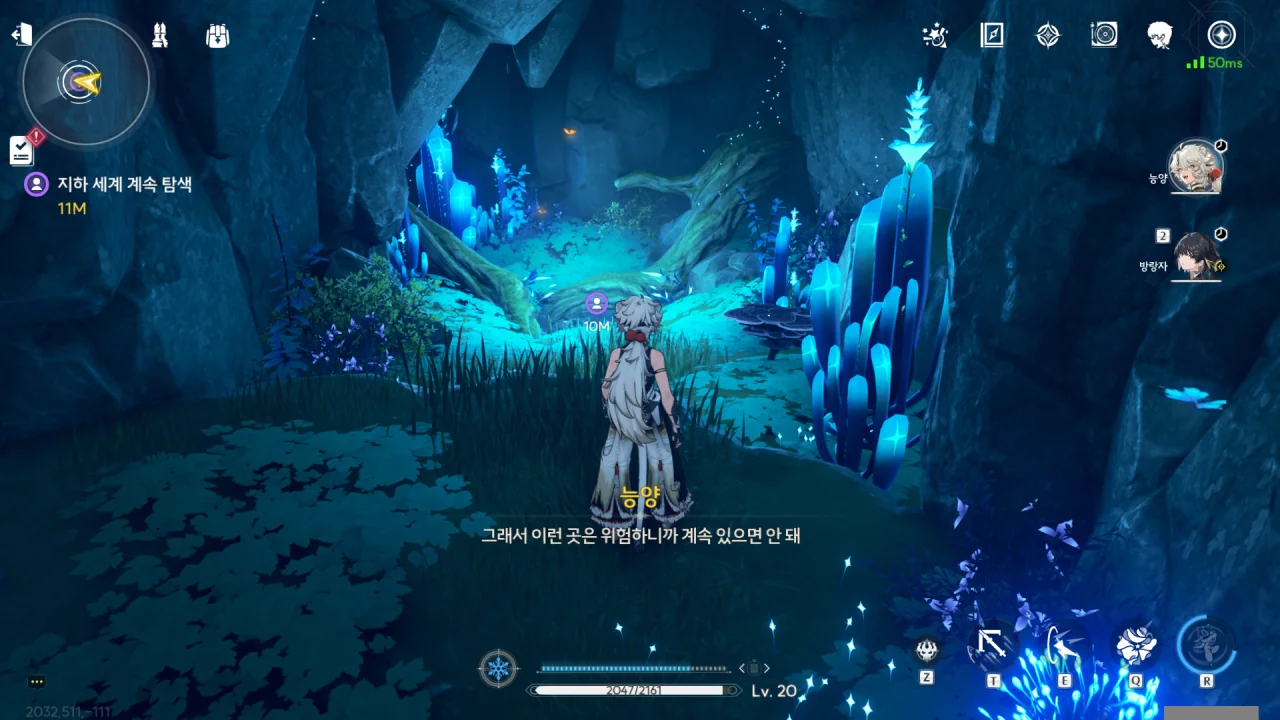 50ms
지하 세계 계속 탐색
11M
능양
2
방랑자
10M
능양
그래서 이런 곳은 위험하니까 계속 있으면 안 돼
2047/2161
Lv. 20
Z
T
E
Q
R
2032,511,-111